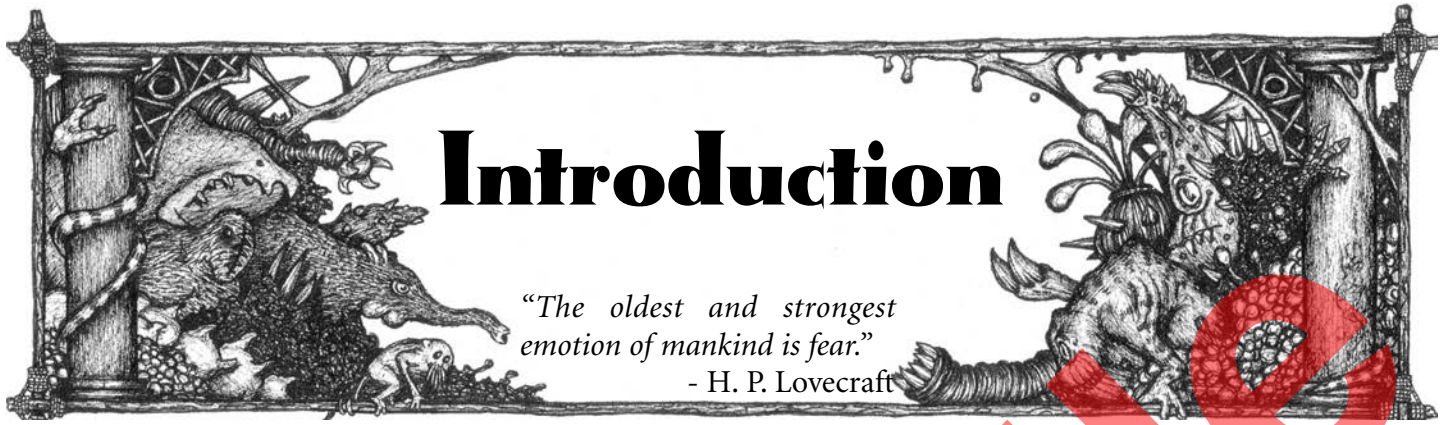 Introduction
“The oldest and strongest
emotion of mankind is fear.”
- H. P. Lovecraft